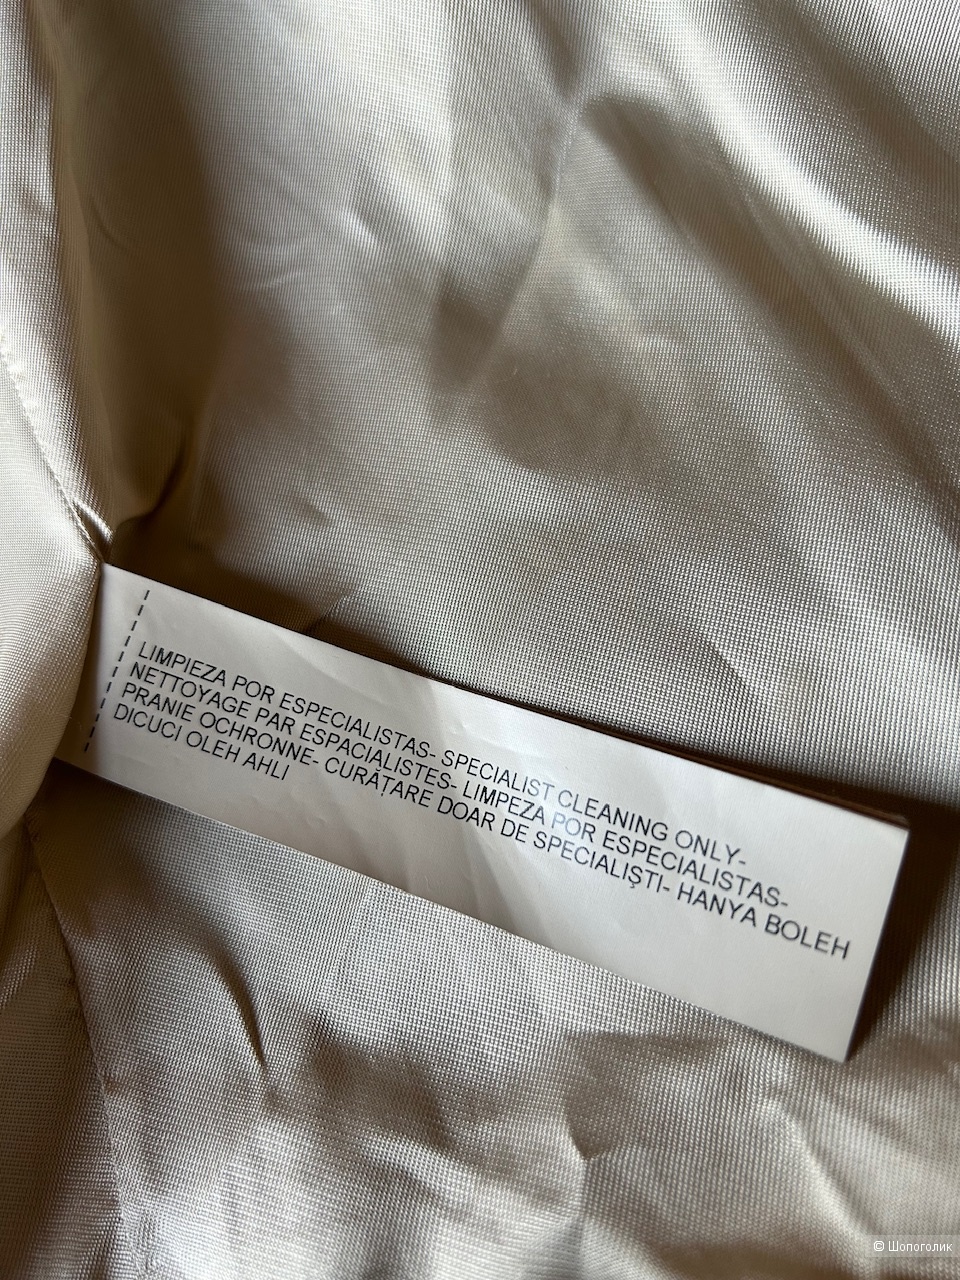 LIMPIEZA POR ESPECIALISTAS- SPECIALIST CLEANING ONLY-
NETTOYAGE PAR ESPACIALISTES- LIMPEZA POR ESPECIALISTAS-
PRANIE OCHRONNE- CURĂȚARE DOAR DE SPECIALIŞTI- HANYA BOLEH
DICUCI OLEH AHLI
© Шопоголик